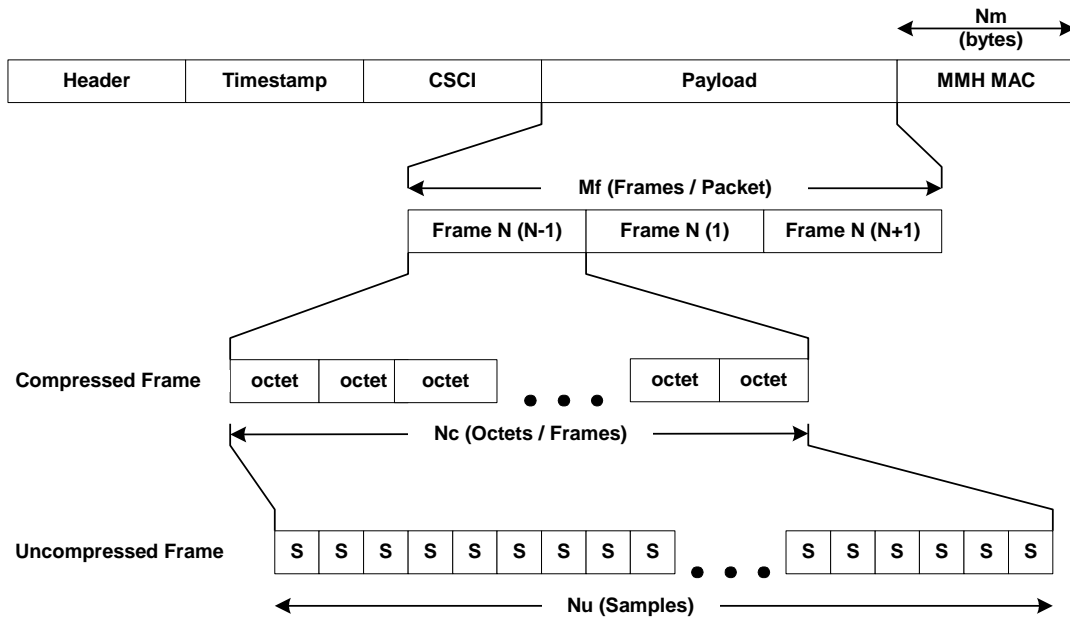 Nm
(bytes)
Header Timestamp CSCI Payload MMH MAC
Mf (Frames / Packet)
Frame N (N-1) Frame N (1) Frame N (N+1)
Compressed Frame octet octet octet octet octet
Nc (Octets / Frames)
Uncompressed Frame S S S S S S S S S S S S S S S
Nu (Samples)